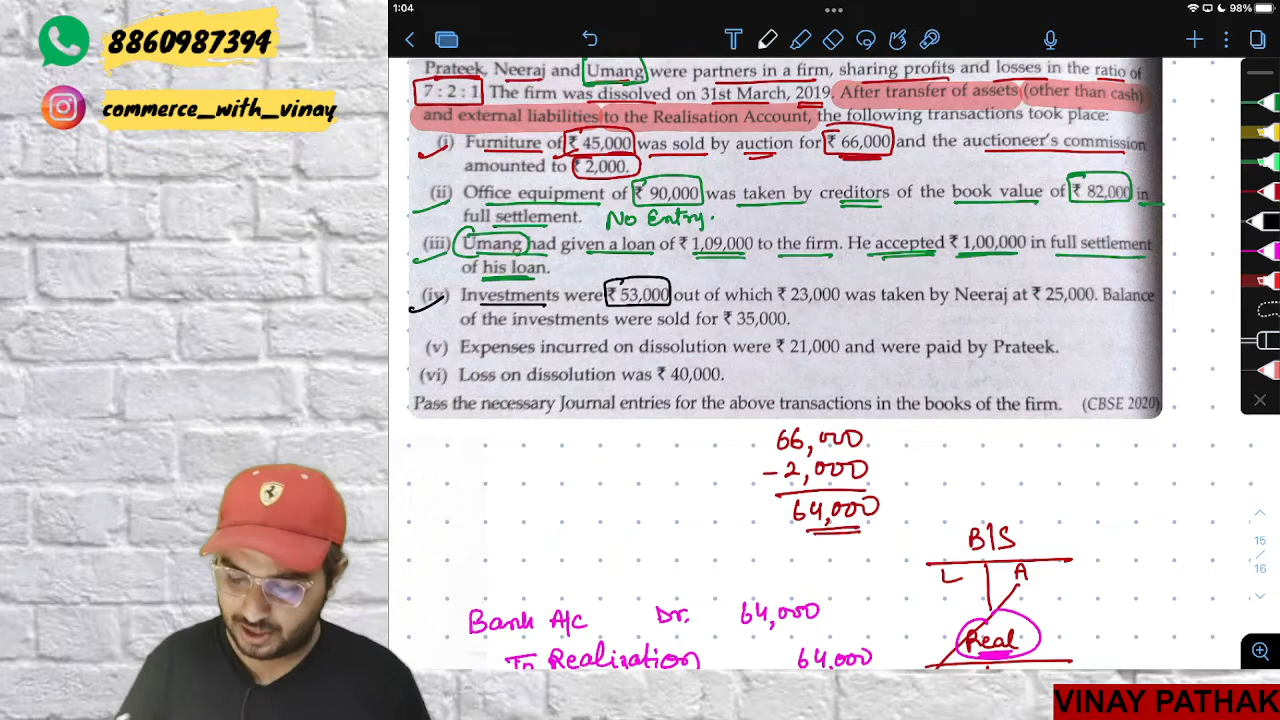 8860987394
commerce_with_vinay
1:04
98%
Prateek, Neeraj and Umang were partners in a firm, sharing profits and losses in the ratio of
7 : 2 : 1. The firm was dissolved on 31st March, 2019. After transfer of assets (other than cash)
and external liabilities to the Realisation Account, the following transactions took place:
(i) Furniture of ₹ 45,000 was sold by auction for ₹ 66,000 and the auctioneer's commission
amounted to ₹ 2,000.
(ii) Office equipment of ₹ 90,000 was taken by creditors of the book value of ₹ 82,000 in
full settlement. No Entry.
(iii) Umang had given a loan of ₹ 1,09,000 to the firm. He accepted ₹ 1,00,000 in full settlement
of his loan.
(iv) Investments were ₹ 53,000 out of which ₹ 23,000 was taken by Neeraj at ₹ 25,000. Balance
of the investments were sold for ₹ 35,000.
(v) Expenses incurred on dissolution were ₹ 21,000 and were paid by Prateek.
(vi) Loss on dissolution was ₹ 40,000.
Pass the necessary Journal entries for the above transactions in the books of the firm. (CBSE 2020)
66,000
- 2,000
64,000
B/S
L A
Real
Bank A/c Dr. 64,000
To Realization 64,000
15
/
16
VINAY PATHAK